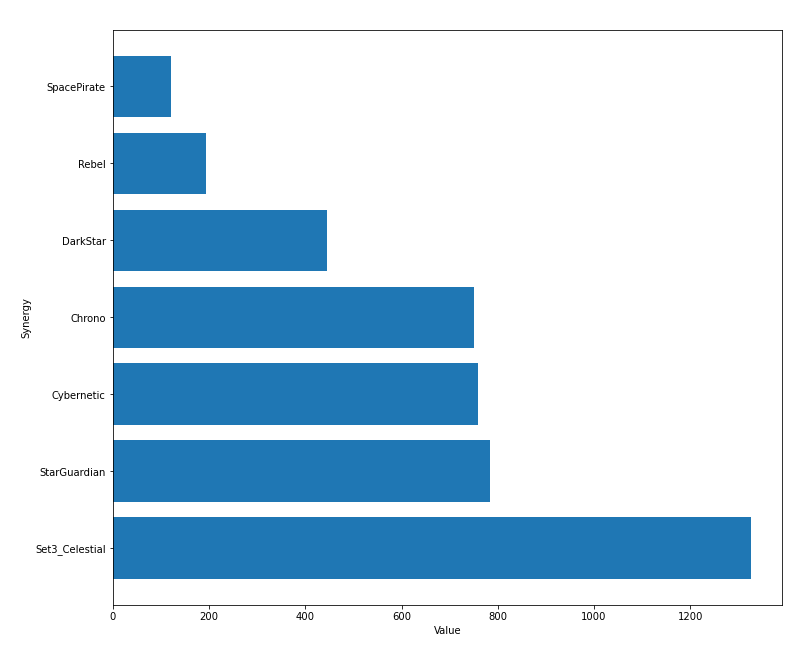 SpacePirate
Rebel
DarkStar
Chrono
Cybernetic
StarGuardian
Set3_Celestial
Synergy
0 200 400 600 800 1000 1200
Value